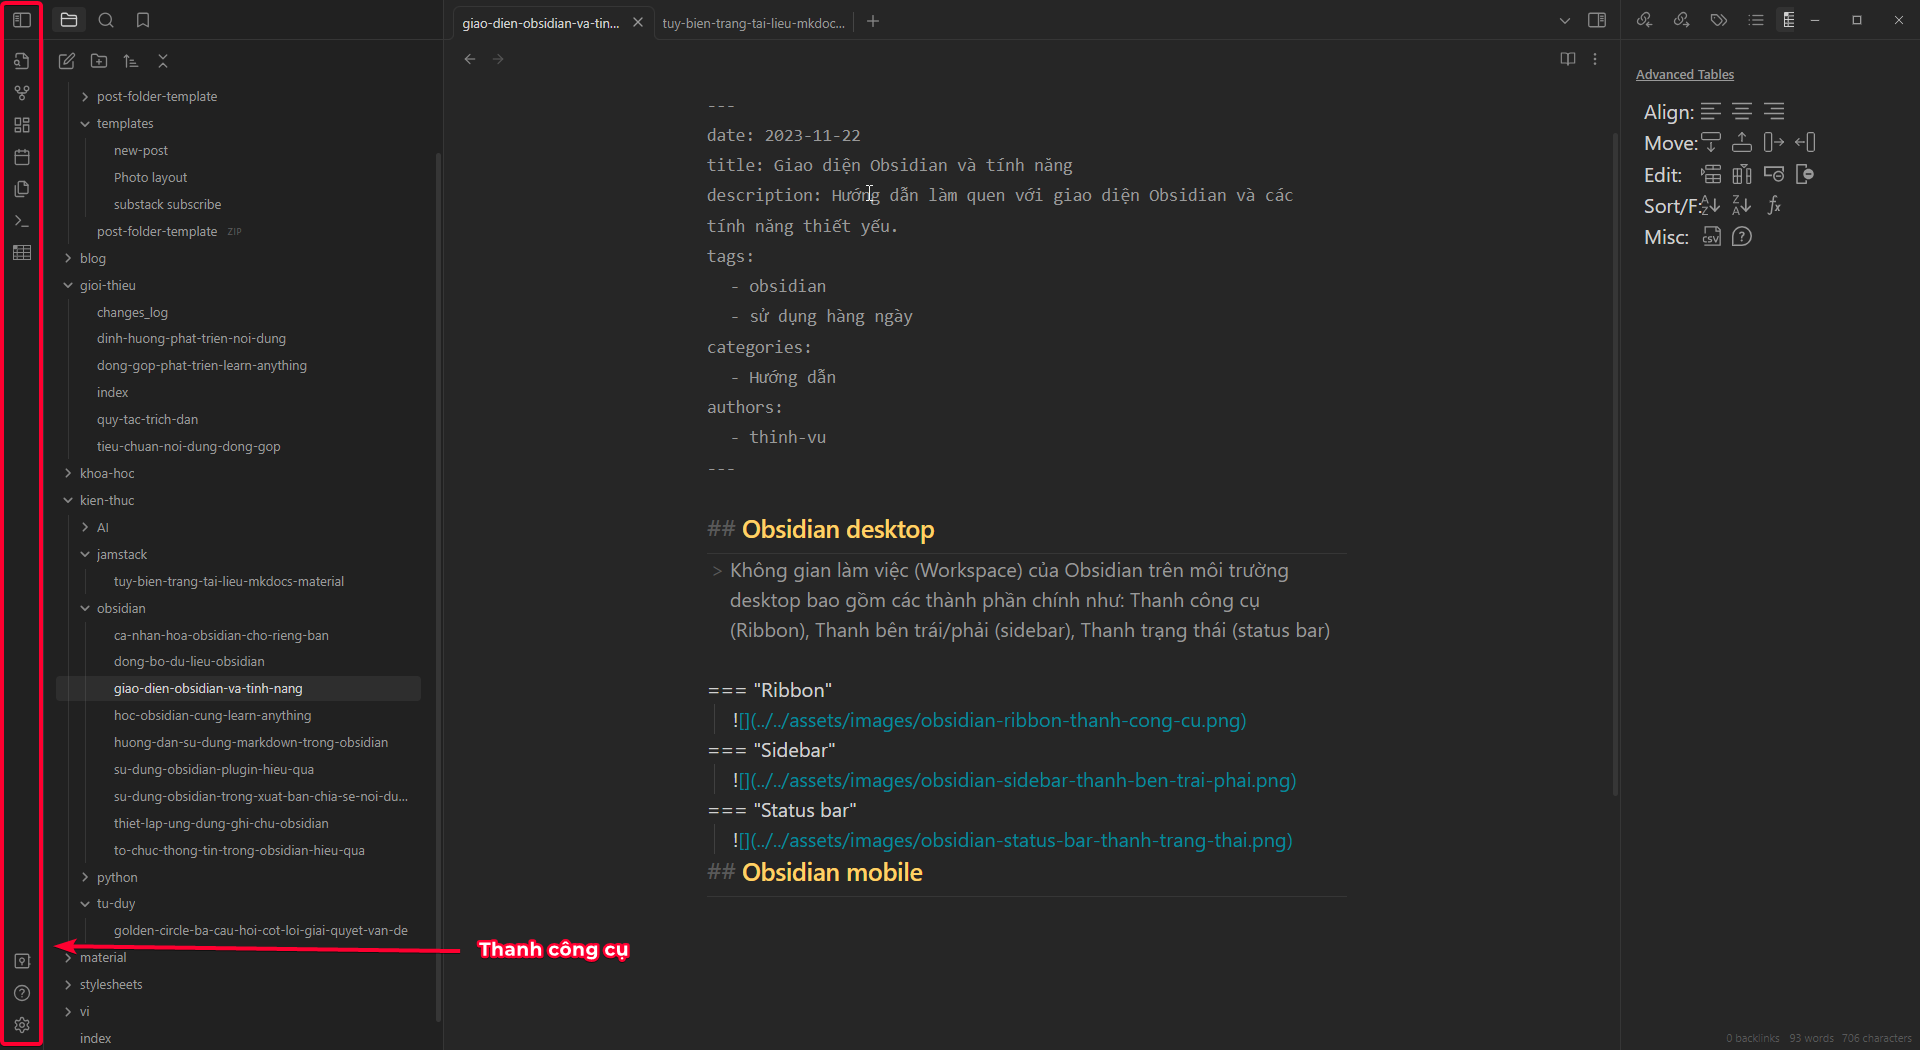 giao-dien-obsidian-va-tin...
tuy-bien-trang-tai-lieu-mkdoc...
post-folder-template
templates
new-post
Photo layout
substack subscribe
post-folder-template ZIP
blog
gioi-thieu
changes_log
dinh-huong-phat-trien-noi-dung
dong-gop-phat-trien-learn-anything
index
quy-tac-trich-dan
tieu-chuan-noi-dung-dong-gop
khoa-hoc
kien-thuc
AI
jamstack
tuy-bien-trang-tai-lieu-mkdocs-material
obsidian
ca-nhan-hoa-obsidian-cho-rieng-ban
dong-bo-du-lieu-obsidian
giao-dien-obsidian-va-tinh-nang
hoc-obsidian-cung-learn-anything
huong-dan-su-dung-markdown-trong-obsidian
su-dung-obsidian-plugin-hieu-qua
su-dung-obsidian-trong-xuat-ban-chia-se-noi-du...
thiet-lap-ung-dung-ghi-chu-obsidian
to-chuc-thong-tin-trong-obsidian-hieu-qua
python
tu-duy
golden-circle-ba-cau-hoi-cot-loi-giai-quyet-van-de
material
stylesheets
vi
index
---
date: 2023-11-22
title: Giao diện Obsidian và tính năng
description: Hướng dẫn làm quen với giao diện Obsidian và các
tính năng thiết yếu.
tags:
- obsidian
- sử dụng hàng ngày
categories:
- Hướng dẫn
authors:
- thinh-vu
---
## Obsidian desktop
> Không gian làm việc (Workspace) của Obsidian trên môi trường
desktop bao gồm các thành phần chính như: Thanh công cụ
(Ribbon), Thanh bên trái/phải (sidebar), Thanh trạng thái (status bar)
=== "Ribbon"
![](../../assets/images/obsidian-ribbon-thanh-cong-cu.png)
=== "Sidebar"
![](../../assets/images/obsidian-sidebar-thanh-ben-trai-phai.png)
=== "Status bar"
![](../../assets/images/obsidian-status-bar-thanh-trang-thai.png)
## Obsidian mobile
Thanh công cụ
Advanced Tables
Align:
Move:
Edit:
Sort/F:
Misc:
0 backlinks 93 words 706 characters